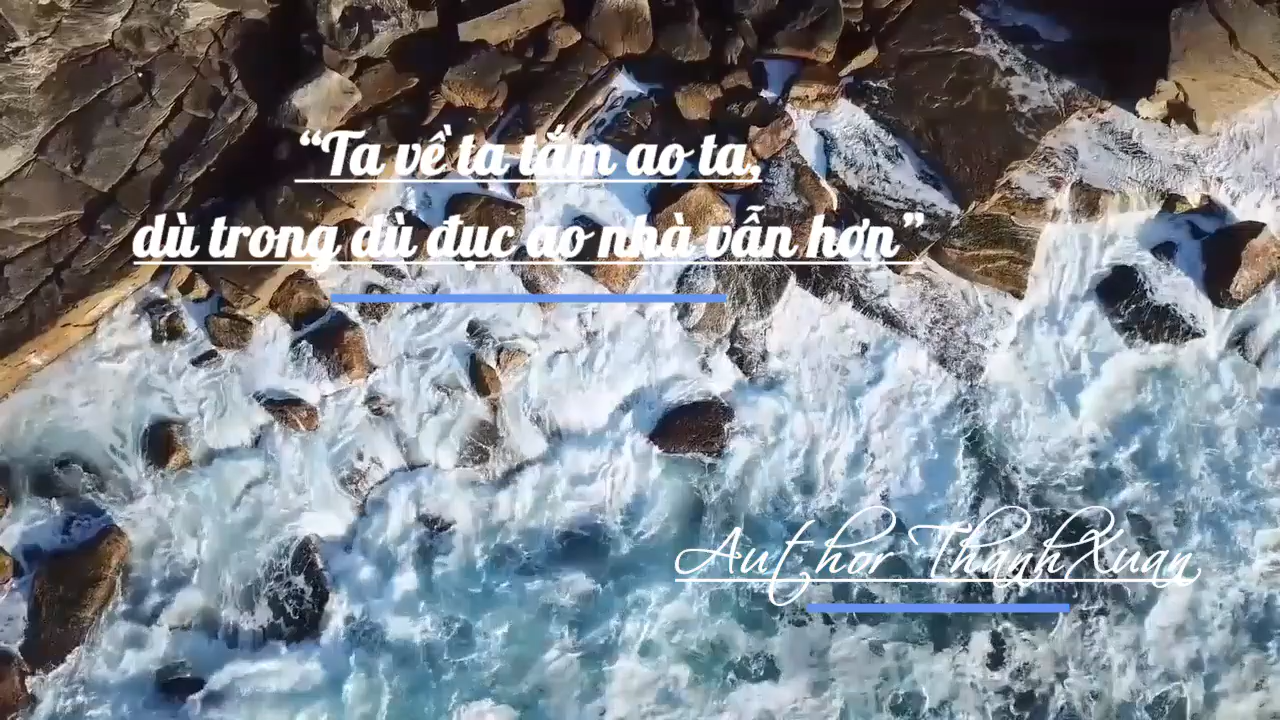 “Ta về ta tắm ao ta,
dù trong dù đục ao nhà vẫn hơn”
Author ThanhXuan